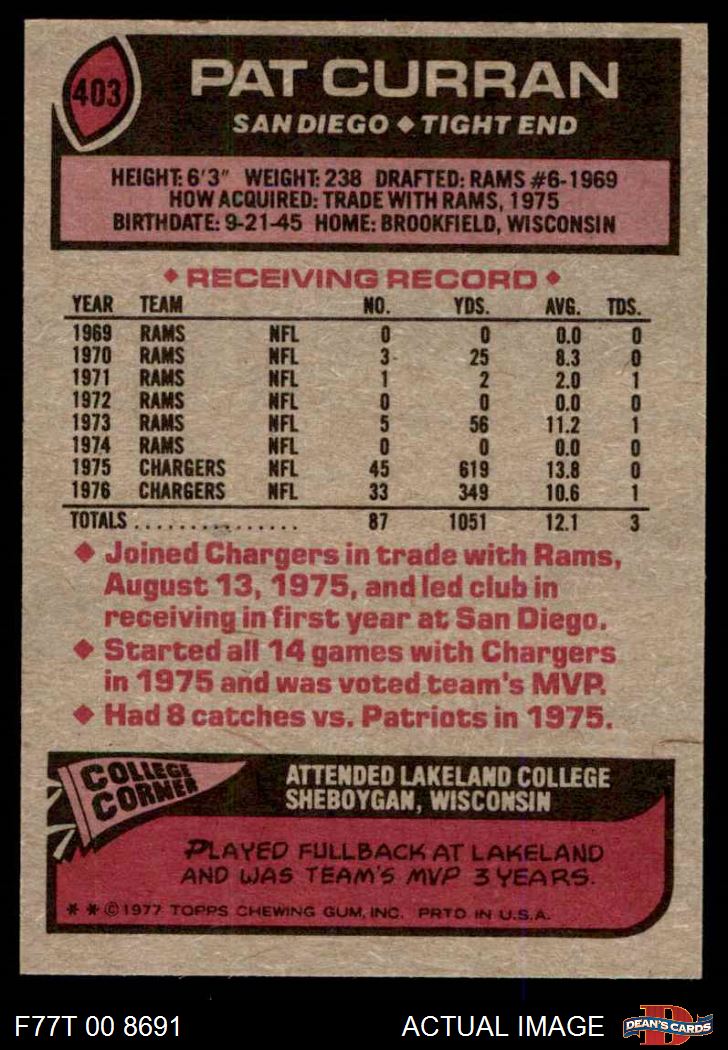 403
PAT CURRAN
SAN DIEGO ◆ TIGHT END
HEIGHT: 6'3" WEIGHT: 238 DRAFTED: RAMS #6-1969
HOW ACQUIRED: TRADE WITH RAMS, 1975
BIRTHDATE: 9-21-45 HOME: BROOKFIELD, WISCONSIN
◆ RECEIVING RECORD ◆
YEAR TEAM NO. YDS. AVG. TDS.
1969 RAMS NFL 0 0 0.0 0
1970 RAMS NFL 3 25 8.3 0
1971 RAMS NFL 1 2 2.0 1
1972 RAMS NFL 0 0 0.0 0
1973 RAMS NFL 5 56 11.2 1
1974 RAMS NFL 0 0 0.0 0
1975 CHARGERS NFL 45 619 13.8 0
1976 CHARGERS NFL 33 349 10.6 1
TOTALS ............... 87 1051 12.1 3
◆ Joined Chargers in trade with Rams,
August 13, 1975, and led club in
receiving in first year at San Diego.
◆ Started all 14 games with Chargers
in 1975 and was voted team's MVP.
◆ Had 8 catches vs. Patriots in 1975.
COLLEGE
CORNER
ATTENDED LAKELAND COLLEGE
SHEBOYGAN, WISCONSIN
PLAYED FULLBACK AT LAKELAND
AND WAS TEAM'S MVP 3 YEARS.
* * © 1977 TOPPS CHEWING GUM, INC. PRTD IN U.S.A.
F77T 00 8691 ACTUAL IMAGE
D
DEAN'S CARDS